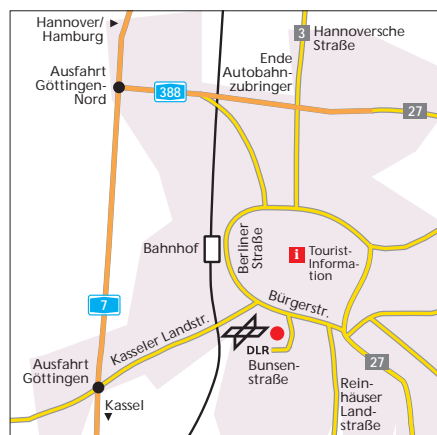 Hannover/
Hamburg
3
Hannoversche
Straße
Ende
Autobahn-
zubringer
Ausfahrt
Göttingen-
Nord
388
27
Bahnhof
Berliner
Straße
i
Tourist-
Informa-
tion
7
Bürgerstr.
Kasseler Landstr.
DLR
Bunsen-
straße
27
Ausfahrt
Göttingen
Rein-
häuser
Land-
straße
Kassel